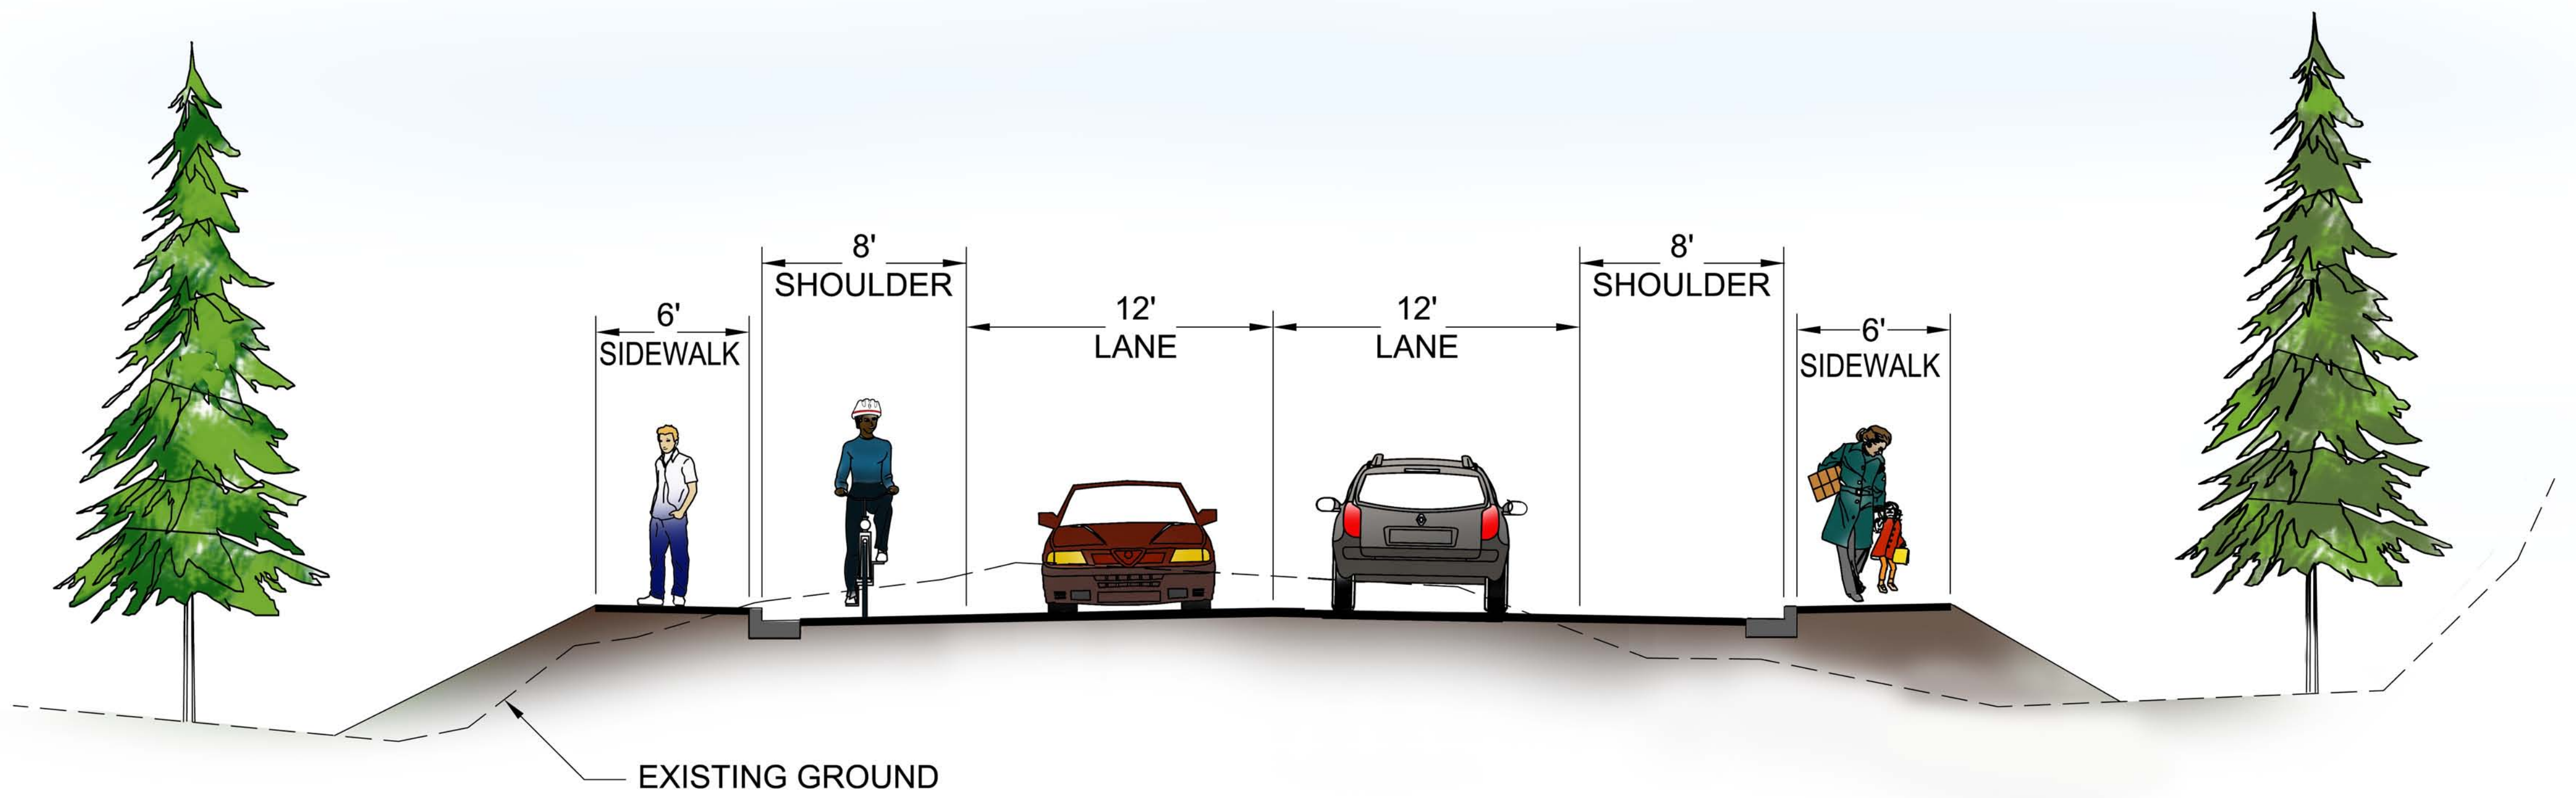 8'
SHOULDER
8'
SHOULDER
6'
SIDEWALK
12'
LANE
12'
LANE
6'
SIDEWALK
EXISTING GROUND